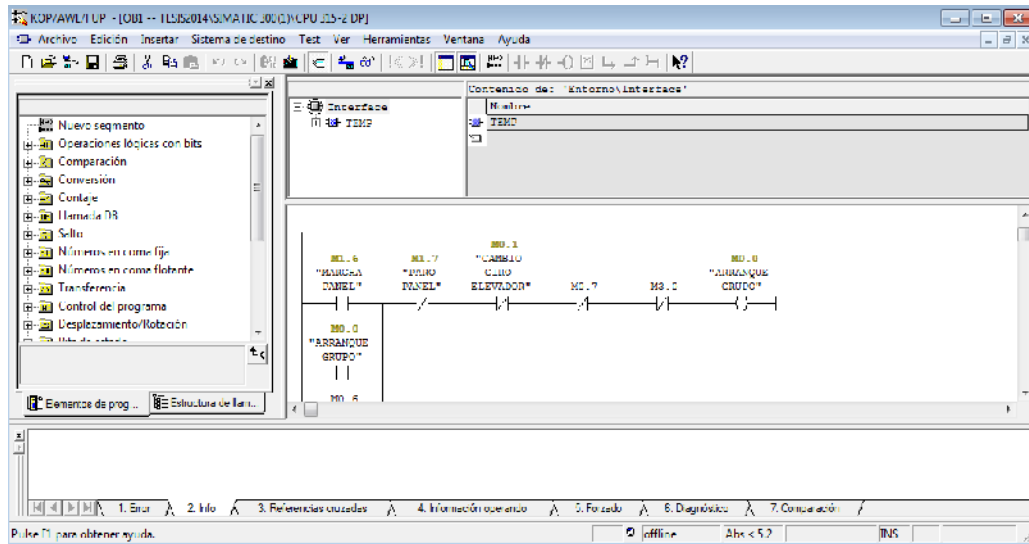 KOP/AWL/FUP - [OB1 -- TESIS2014\SIMATIC 300(1)\CPU 315-2 DP]
Archivo Edición Insertar Sistema de destino Test Ver Herramientas Ventana Ayuda
Contenido de: 'Entorno\Interface'
Interface
TEMP
Nombre
TEMP
Nuevo segmento
Operaciones lógicas con bits
Comparación
Conversión
Contaje
Llamada DB
Salto
Números en coma fija
Números en coma flotante
Transferencia
Control del programa
Desplazamiento/Rotación
Bits de estado
Elementos de prog...
Estructura de llam...
M1.6
"MARCHA
PANEL"
M1.7
"PARO
PANEL"
M0.1
"CAMBIO
GIRO
ELEVADOR"
M0.0
"ARRANQUE
GRUPO"
M0.0
"ARRANQUE
GRUPO"
M0.6
1. Error
2. Info
3. Referencias cruzadas
4. Información operando
5. Forzado
6. Diagnóstico
7. Comparación
Pulse F1 para obtener ayuda.
offline
Abs < 5.2
INS